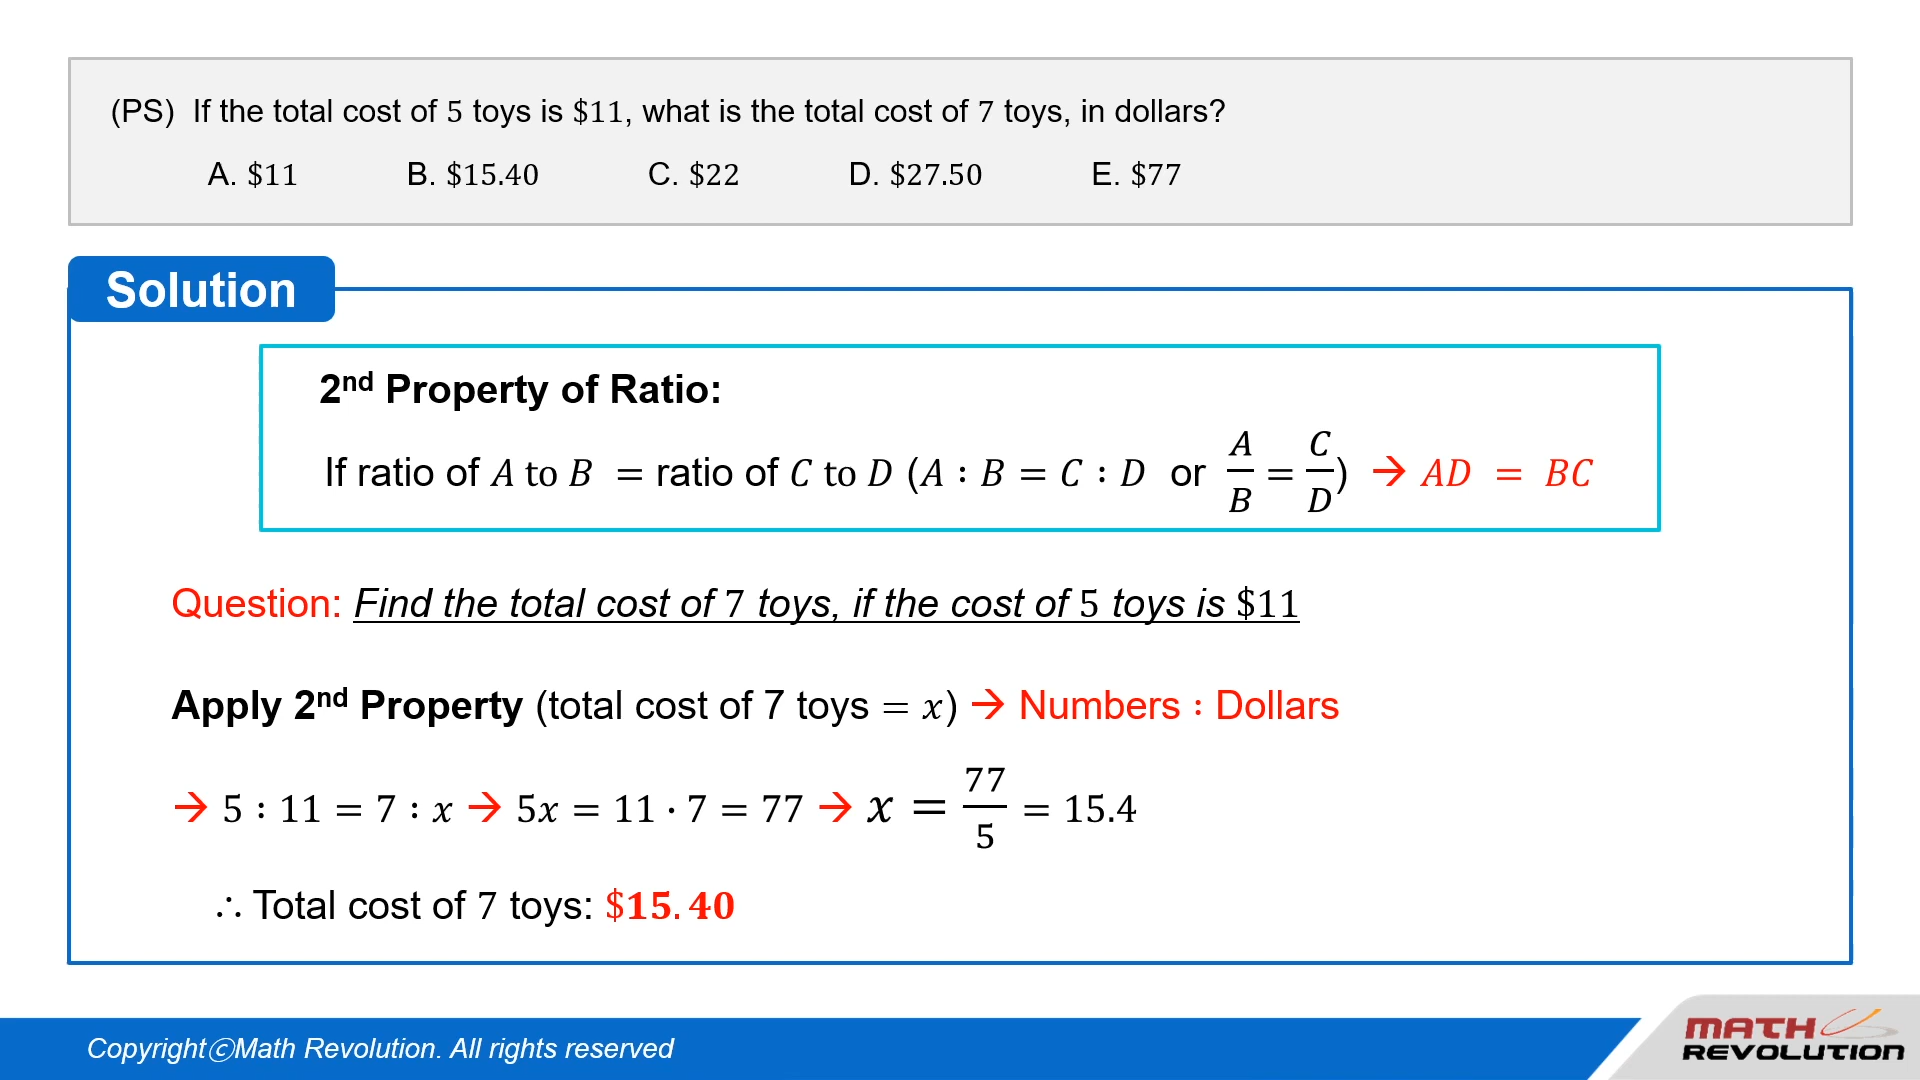 (PS) If the total cost of 5 toys is $11, what is the total cost of 7 toys, in dollars?
A. $11 B. $15.40 C. $22 D. $27.50 E. $77
Solution
2nd Property of Ratio:
If ratio of A to B = ratio of C to D (A : B = C : D or A/B = C/D) → AD = BC
Question: Find the total cost of 7 toys, if the cost of 5 toys is $11
Apply 2nd Property (total cost of 7 toys = x) → Numbers : Dollars
→ 5 : 11 = 7 : x → 5x = 11 · 7 = 77 → x = 77/5 = 15.4
∴ Total cost of 7 toys: $15.40
Copyrightⓒ Math Revolution. All rights reserved
MATH
REVOLUTION